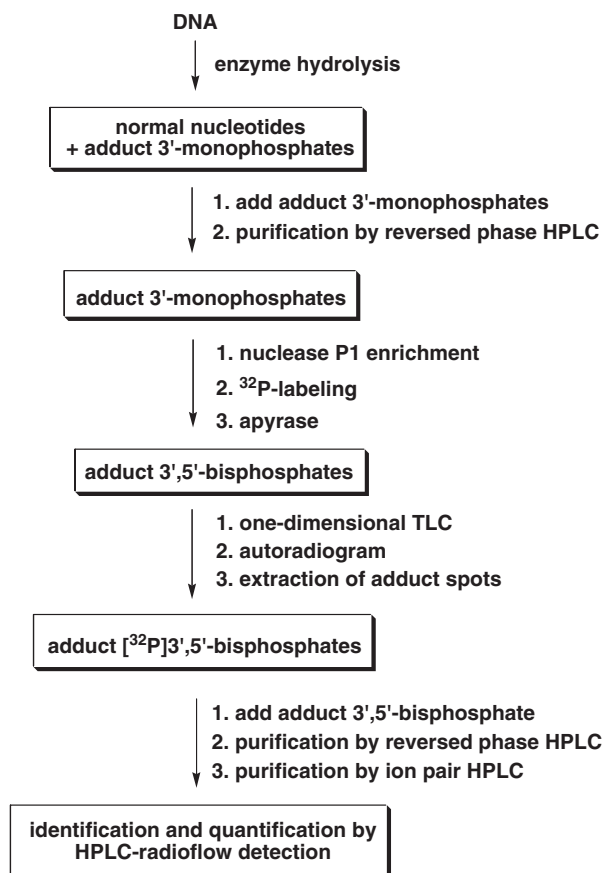 DNA
enzyme hydrolysis
normal nucleotides
+ adduct 3'-monophosphates
1. add adduct 3'-monophosphates
2. purification by reversed phase HPLC
adduct 3'-monophosphates
1. nuclease P1 enrichment
2. ³²P-labeling
3. apyrase
adduct 3',5'-bisphosphates
1. one-dimensional TLC
2. autoradiogram
3. extraction of adduct spots
adduct [³²P]3',5'-bisphosphates
1. add adduct 3',5'-bisphosphate
2. purification by reversed phase HPLC
3. purification by ion pair HPLC
identification and quantification by
HPLC-radioflow detection